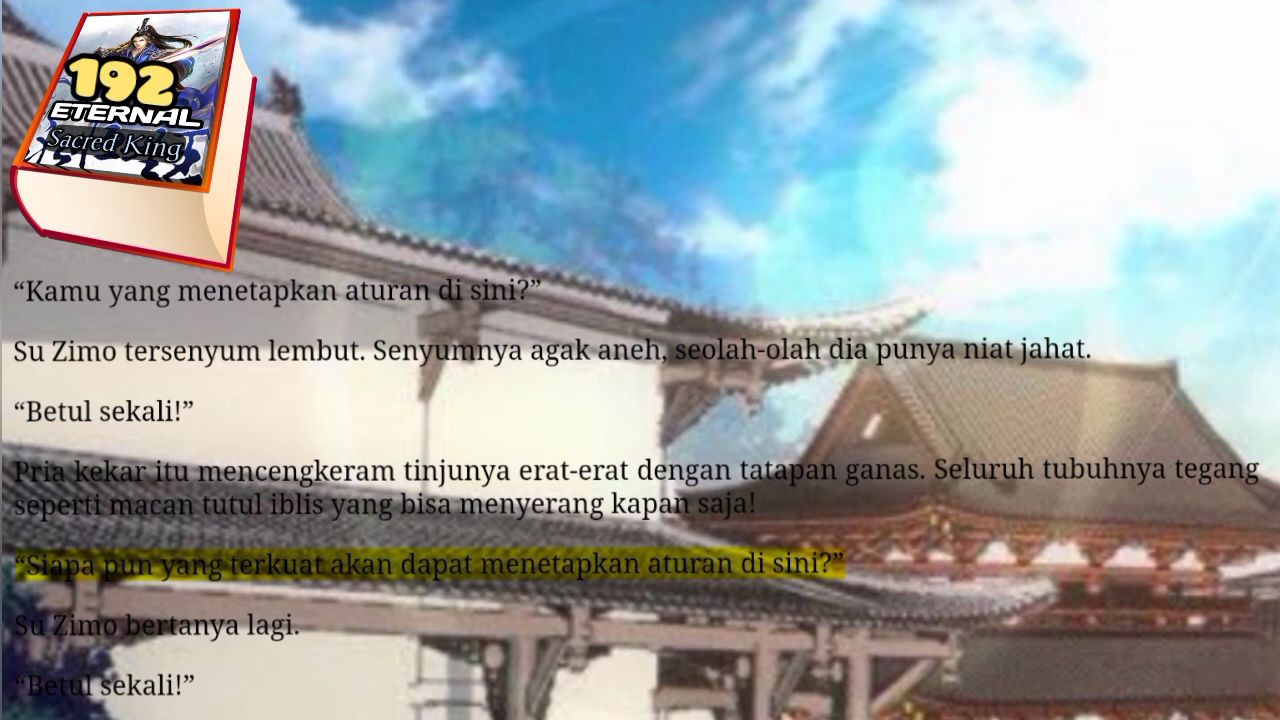 192
ETERNAL
Sacred King
“Kamu yang menetapkan aturan di sini?”
Su Zimo tersenyum lembut. Senyumnya agak aneh, seolah-olah dia punya niat jahat.
“Betul sekali!”
Pria kekar itu mencengkeram tinjunya erat-erat dengan tatapan ganas. Seluruh tubuhnya tegang
seperti macan tutul iblis yang bisa menyerang kapan saja!
“Siapa pun yang terkuat akan dapat menetapkan aturan di sini?”
Su Zimo bertanya lagi.
“Betul sekali!”